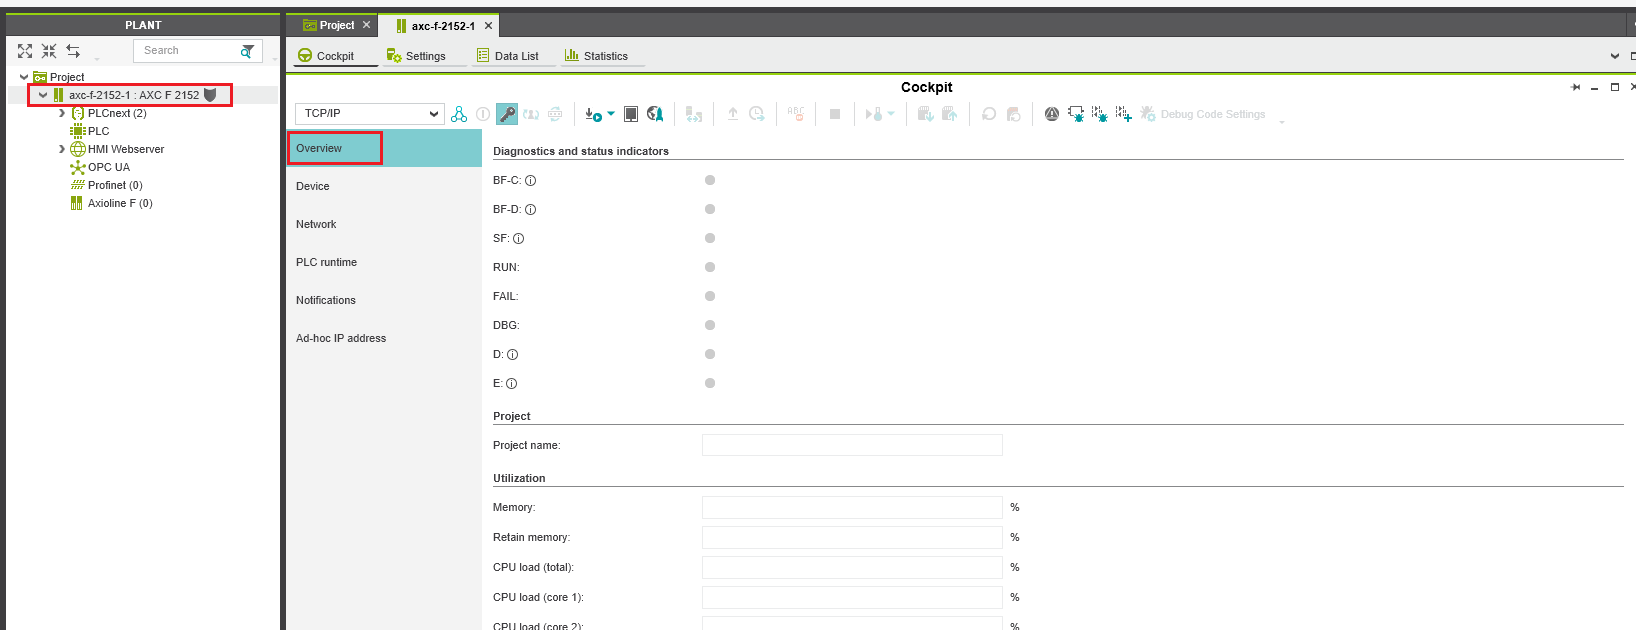 PLANT
Search
Project
axc-f-2152-1 : AXC F 2152
PLCnext (2)
PLC
HMI Webserver
OPC UA
Profinet (0)
Axioline F (0)
Project
axc-f-2152-1
Cockpit
Settings
Data List
Statistics
Cockpit
TCP/IP
ABC
Debug Code Settings
Overview
Device
Network
PLC runtime
Notifications
Ad-hoc IP address
Diagnostics and status indicators
BF-C:
BF-D:
SF:
RUN:
FAIL:
DBG:
D:
E:
Project
Project name:
Utilization
Memory: %
Retain memory: %
CPU load (total): %
CPU load (core 1): %
CPU load (core 2): %